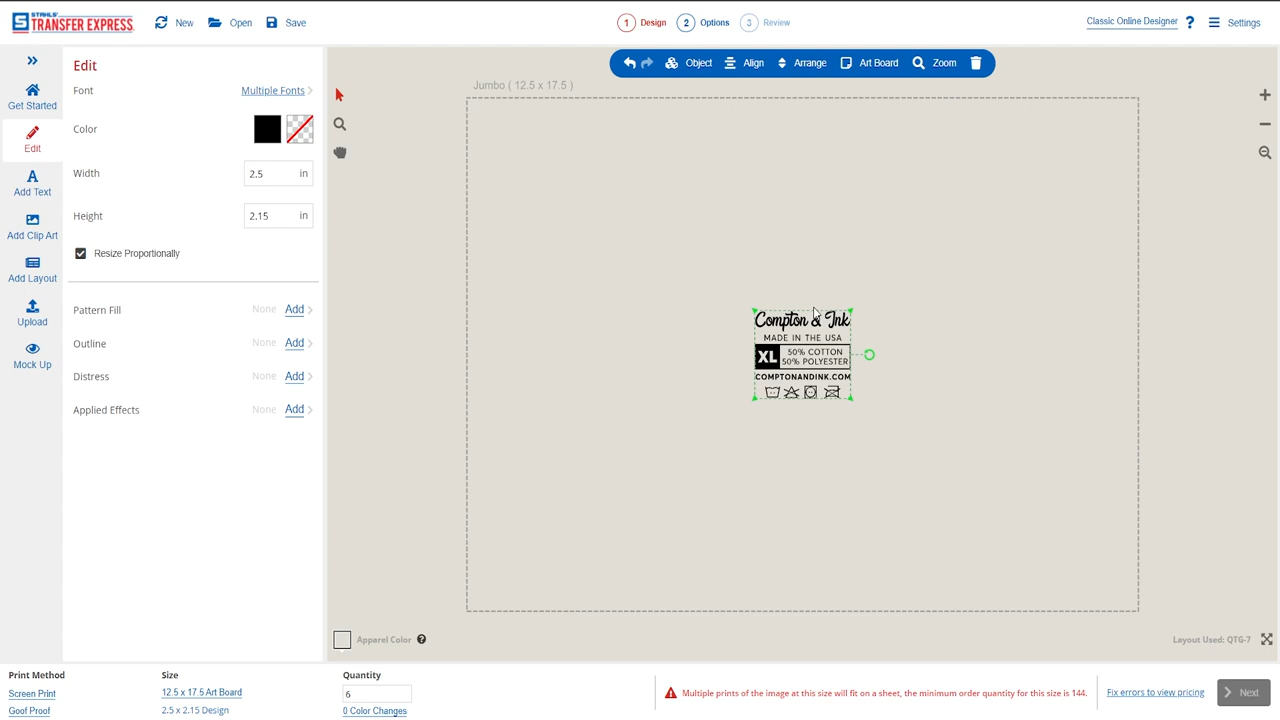 STAHLS'
TRANSFER EXPRESS
New
Open
Save
1 Design
2 Options
3 Review
Classic Online Designer
?
Settings
Get Started
Edit
Add Text
Add Clip Art
Add Layout
Upload
Mock Up
Edit
Font
Multiple Fonts
Color
Width
2.5 in
Height
2.15 in
Resize Proportionally
Pattern Fill None Add
Outline None Add
Distress None Add
Applied Effects None Add
Object
Align
Arrange
Art Board
Zoom
Jumbo ( 12.5 x 17.5 )
Compton & Ink
MADE IN THE USA
XL
50% COTTON
50% POLYESTER
COMPTONANDINK.COM
Apparel Color ?
Layout Used: QTG-7
Print Method
Screen Print
Goof Proof
Size
12.5 x 17.5 Art Board
2.5 x 2.15 Design
Quantity
6
0 Color Changes
Multiple prints of the image at this size will fit on a sheet, the minimum order quantity for this size is 144.
Fix errors to view pricing
Next